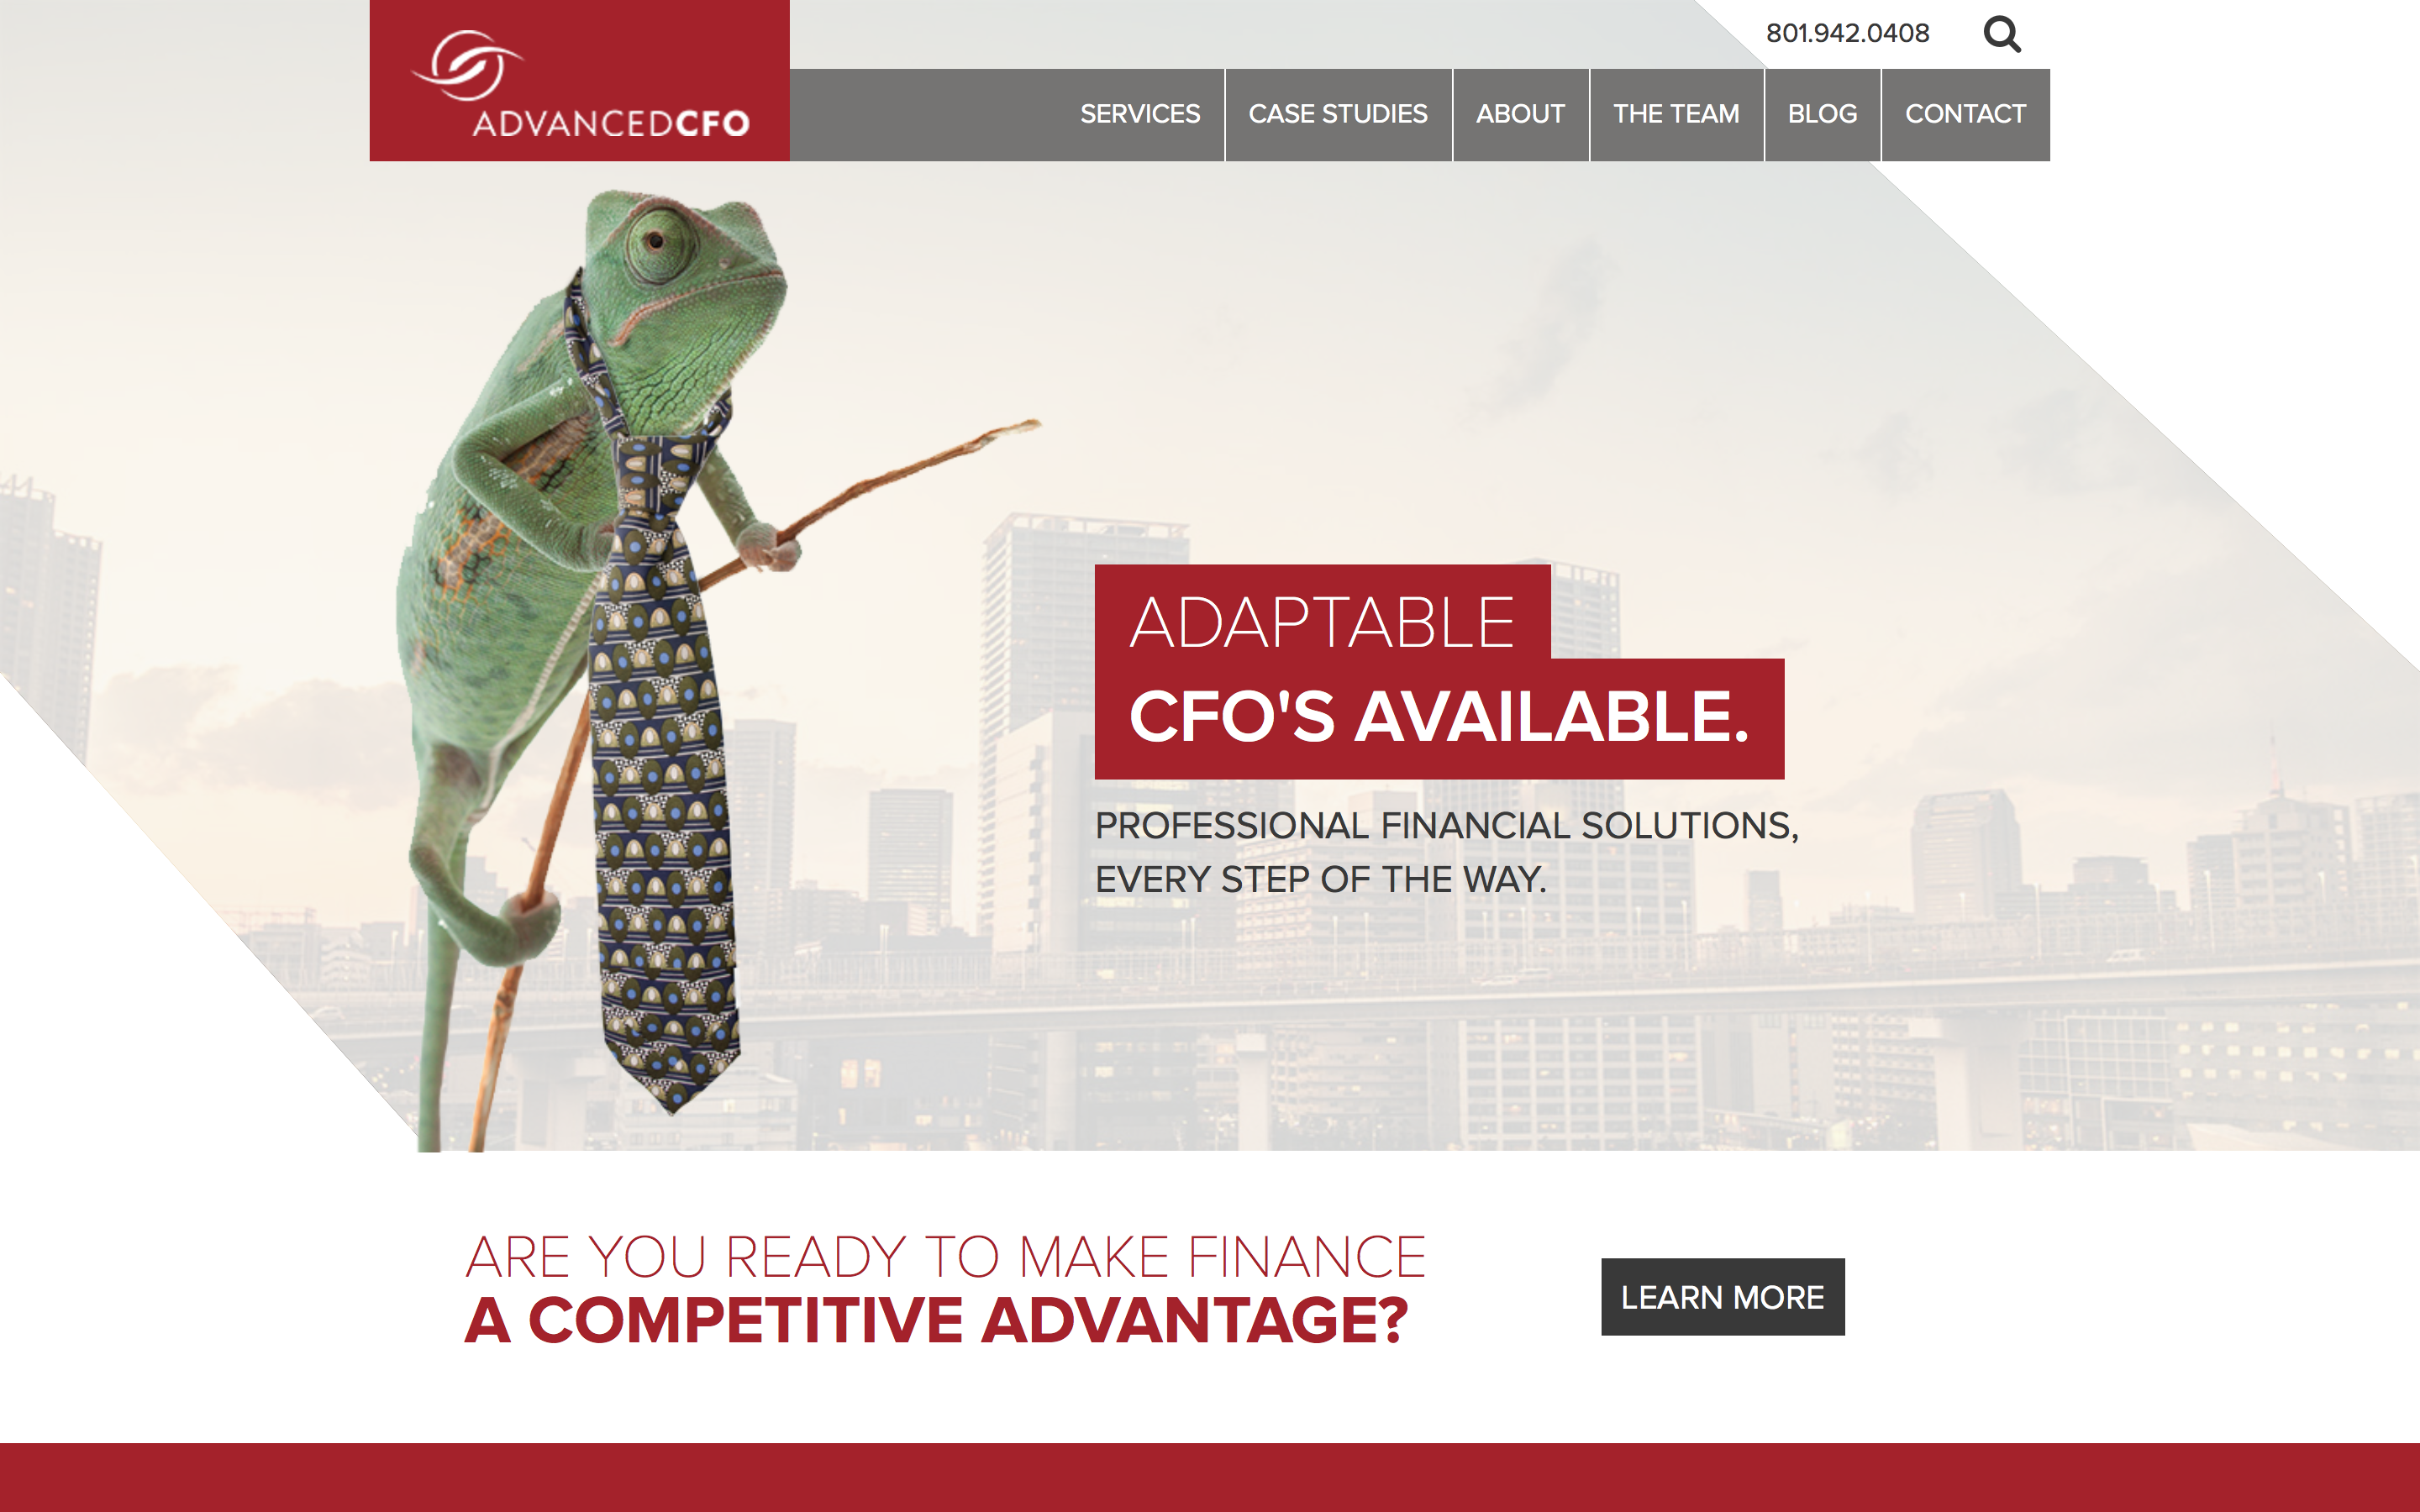 801.942.0408
ADVANCEDCFO
SERVICES
CASE STUDIES
ABOUT
THE TEAM
BLOG
CONTACT
ADAPTABLE
CFO'S AVAILABLE.
PROFESSIONAL FINANCIAL SOLUTIONS,
EVERY STEP OF THE WAY.
ARE YOU READY TO MAKE FINANCE
A COMPETITIVE ADVANTAGE?
LEARN MORE